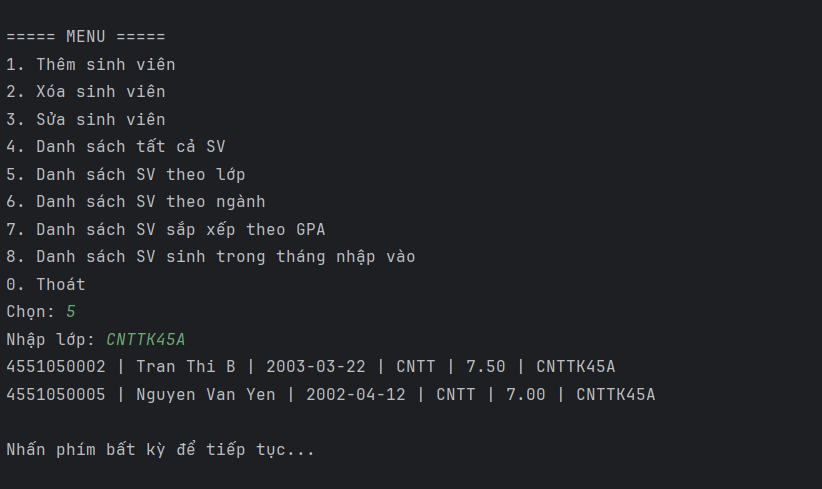 ===== MENU =====
1. Thêm sinh viên
2. Xóa sinh viên
3. Sửa sinh viên
4. Danh sách tất cả SV
5. Danh sách SV theo lớp
6. Danh sách SV theo ngành
7. Danh sách SV sắp xếp theo GPA
8. Danh sách SV sinh trong tháng nhập vào
0. Thoát
Chọn: 5
Nhập lớp: CNTTK45A
4551050002 | Tran Thi B | 2003-03-22 | CNTT | 7.50 | CNTTK45A
4551050005 | Nguyen Van Yen | 2002-04-12 | CNTT | 7.00 | CNTTK45A
Nhấn phím bất kỳ để tiếp tục...